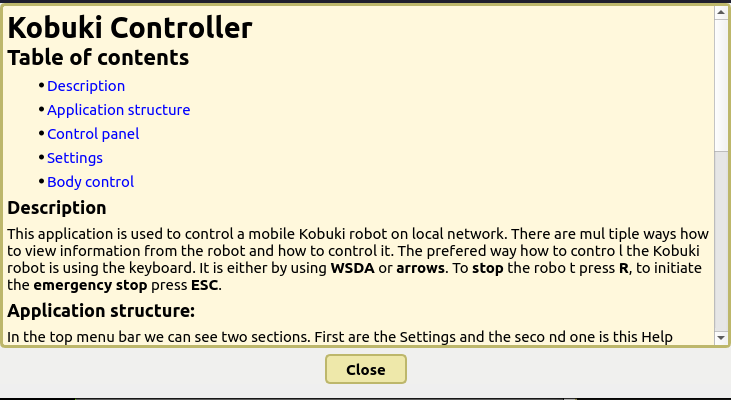 Kobuki Controller
Table of contents
• Description
• Application structure
• Control panel
• Settings
• Body control
Description
This application is used to control a mobile Kobuki robot on local network. There are mul tiple ways how
to view information from the robot and how to control it. The prefered way how to contro l the Kobuki
robot is using the keyboard. It is either by using WSDA or arrows. To stop the robo t press R, to initiate
the emergency stop press ESC.
Application structure:
In the top menu bar we can see two sections. First are the Settings and the seco nd one is this Help
Close